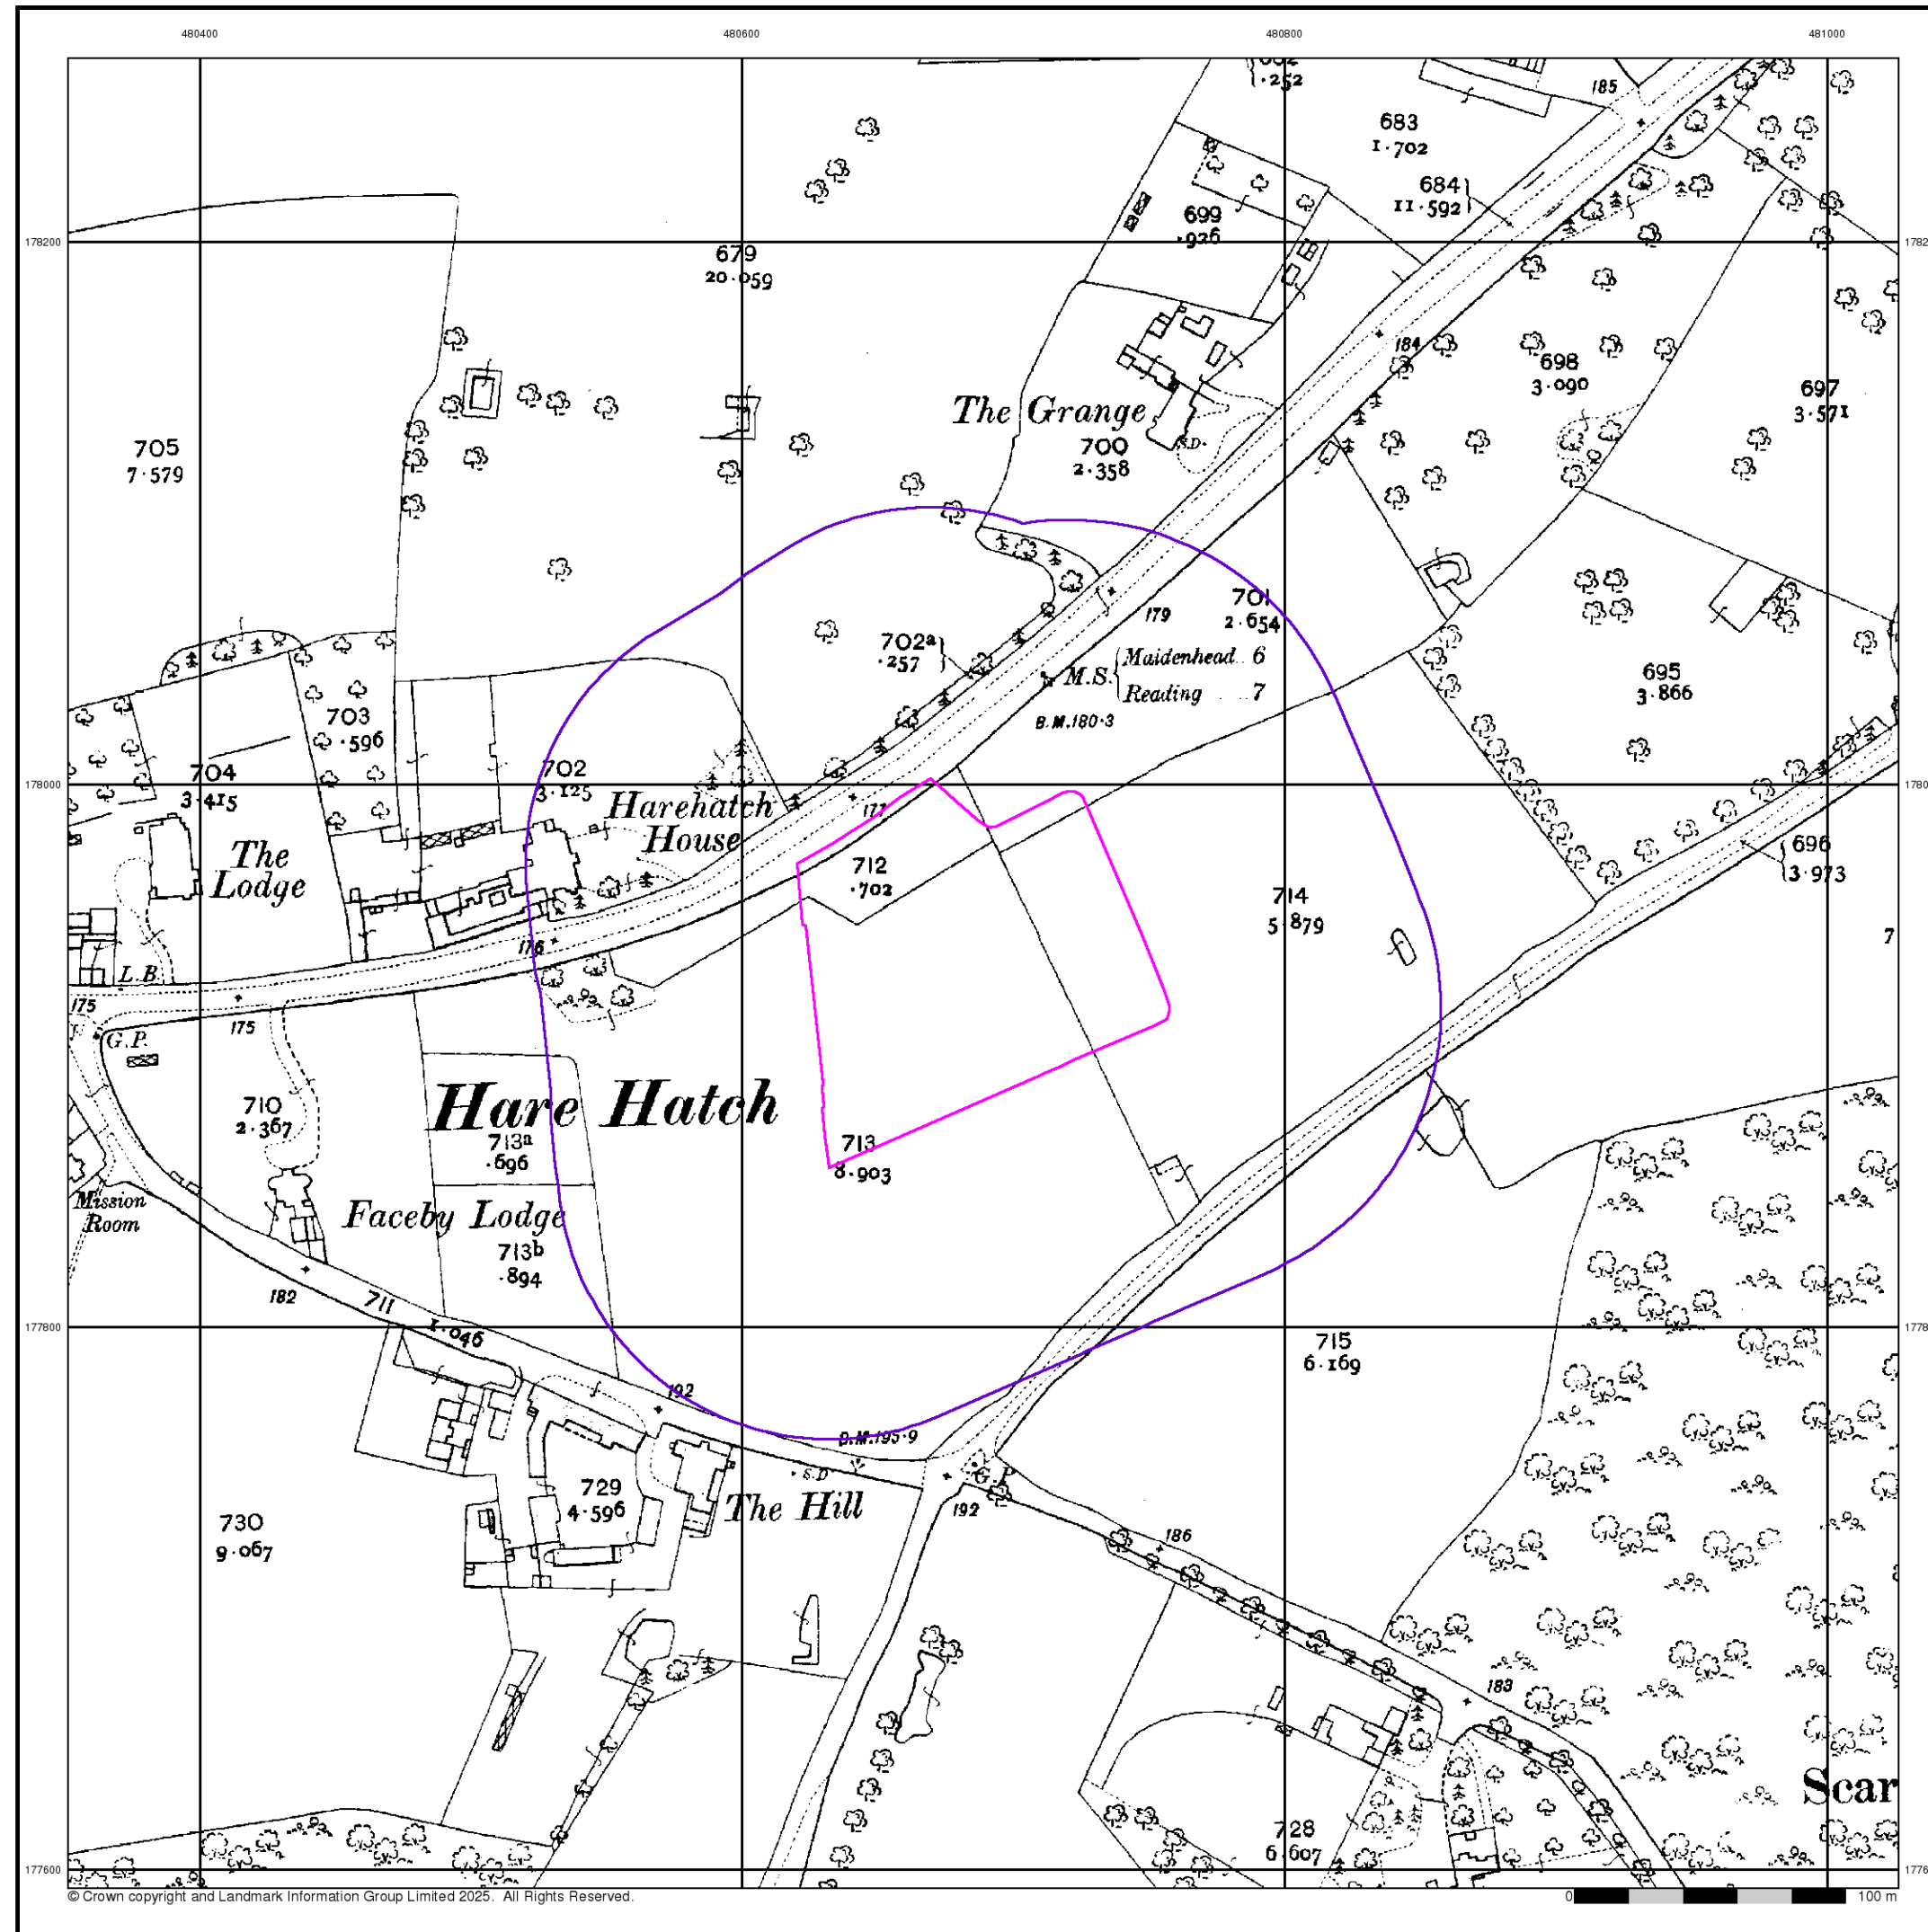 480400 480600 480800 481000
.252
185
683
1.702
684
11.592
699
.926
178200
679
20.059
184
698
3.090
697
3.571
The Grange
700
2.358
S.D.
705
7.579
701
2.654
179
702a
.257
M.S. Maidenhead.. 6
Reading ....7
B.M.180.3
695
3.866
703
.596
704
3.415
702
3.125
178000
Harehatch
House
177
The
Lodge
712
.702
696
3.973
714
5.879
176
L.B.
175
175
G.P.
Hare Hatch
710
2.367
713a
.696
713
8.903
Mission
Room
Faceby Lodge
713b
.894
182
711
1.046
177800
715
6.169
192
B.M.195.9
S.D
G.P
192
729
4.596
The Hill
730
9.067
186
183
Scar
728
6.607
177600
© Crown copyright and Landmark Information Group Limited 2025. All Rights Reserved.
0 100 m